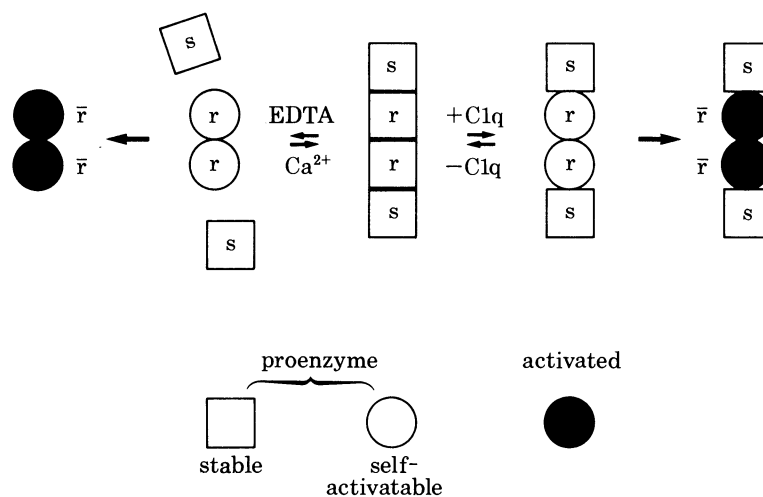 s
s
s
r̄
r
EDTA
r
+C1q
r
r̄
r̄
r
Ca²⁺
r
−C1q
r
r̄
s
s
s
s
proenzyme
activated
stable
self-
activatable